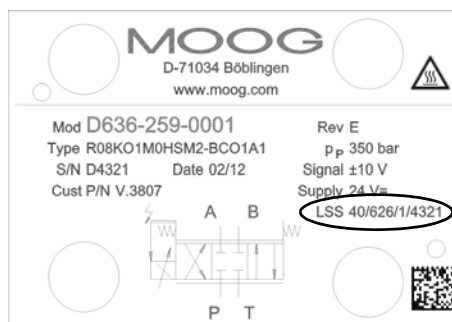 MOOG
D-71034 Böblingen
www.moog.com
Mod D636-259-0001 Rev E
Type R08KO1M0HSM2-BCO1A1 pP 350 bar
S/N D4321 Date 02/12 Signal ±10 V
Cust P/N V.3807 Supply 24 V=
LSS 40/626/1/4321
A B
P T